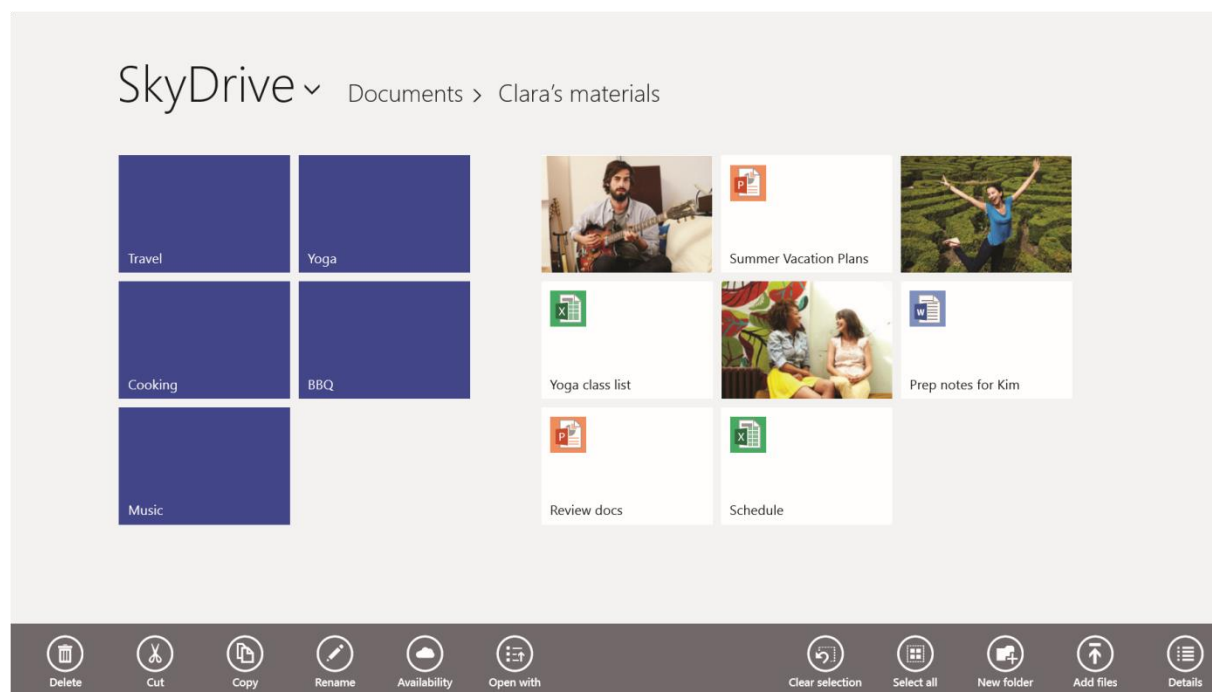 SkyDrive Documents > Clara's materials
Travel
Yoga
Cooking
BBQ
Music
P
Summer Vacation Plans
X
Yoga class list
W
Prep notes for Kim
P
Review docs
X
Schedule
Delete
Cut
Copy
Rename
Availability
Open with
Clear selection
Select all
New folder
Add files
Details